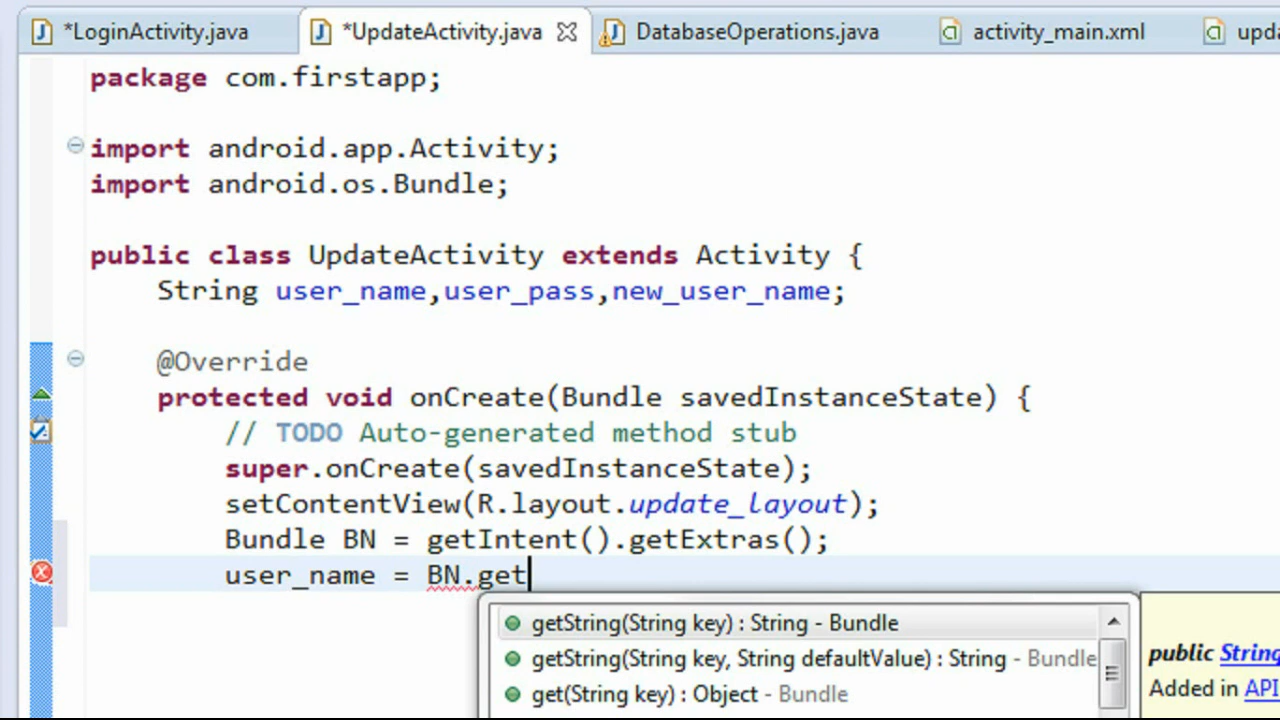 *LoginActivity.java *UpdateActivity.java DatabaseOperations.java activity_main.xml upda
package com.firstapp;
import android.app.Activity;
import android.os.Bundle;
public class UpdateActivity extends Activity {
String user_name,user_pass,new_user_name;
@Override
protected void onCreate(Bundle savedInstanceState) {
// TODO Auto-generated method stub
super.onCreate(savedInstanceState);
setContentView(R.layout.update_layout);
Bundle BN = getIntent().getExtras();
user_name = BN.get
getString(String key) : String - Bundle
getString(String key, String defaultValue) : String - Bundle
get(String key) : Object - Bundle
public String
Added in API